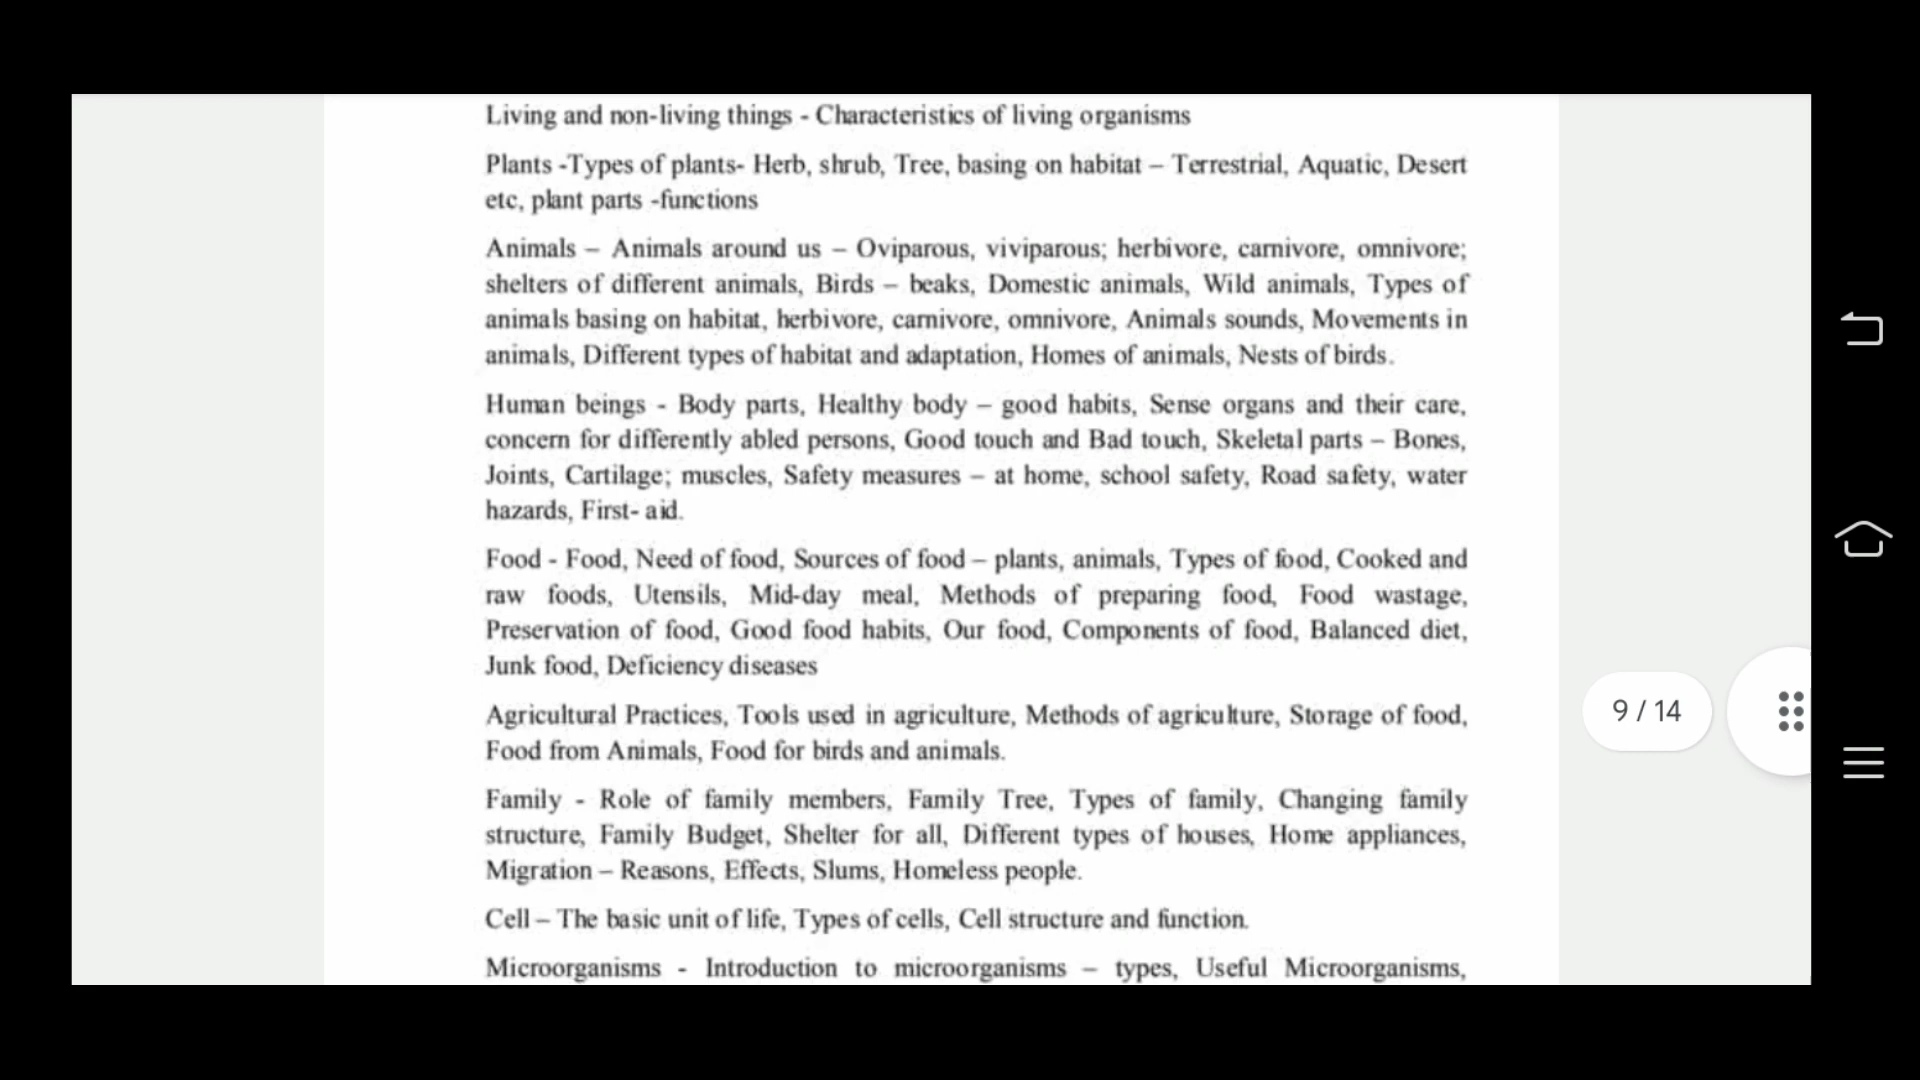 Living and non-living things - Characteristics of living organisms
Plants -Types of plants- Herb, shrub, Tree, basing on habitat – Terrestrial, Aquatic, Desert
etc, plant parts -functions
Animals – Animals around us – Oviparous, viviparous; herbivore, carnivore, omnivore;
shelters of different animals, Birds – beaks, Domestic animals, Wild animals, Types of
animals basing on habitat, herbivore, carnivore, omnivore, Animals sounds, Movements in
animals, Different types of habitat and adaptation, Homes of animals, Nests of birds.
Human beings - Body parts, Healthy body – good habits, Sense organs and their care,
concern for differently abled persons, Good touch and Bad touch, Skeletal parts – Bones,
Joints, Cartilage; muscles, Safety measures – at home, school safety, Road safety, water
hazards, First- aid.
Food - Food, Need of food, Sources of food – plants, animals, Types of food, Cooked and
raw foods, Utensils, Mid-day meal, Methods of preparing food, Food wastage,
Preservation of food, Good food habits, Our food, Components of food, Balanced diet,
Junk food, Deficiency diseases
Agricultural Practices, Tools used in agriculture, Methods of agriculture, Storage of food,
Food from Animals, Food for birds and animals.
Family - Role of family members, Family Tree, Types of family, Changing family
structure, Family Budget, Shelter for all, Different types of houses, Home appliances,
Migration – Reasons, Effects, Slums, Homeless people.
Cell – The basic unit of life, Types of cells, Cell structure and function.
Microorganisms - Introduction to microorganisms – types, Useful Microorganisms,
9 / 14